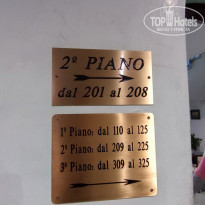 TOP Hotels
2º PIANO
dal 201 al 208
1º Piano: dal 110 al 125
2º Piano: dal 209 al 225
3º Piano: dal 309 al 325